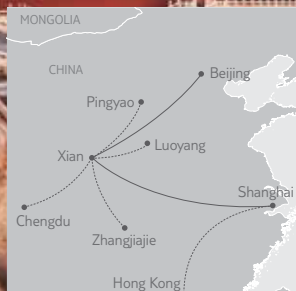 MONGOLIA
CHINA
Beijing
Pingyao
Luoyang
Xian
Shanghai
Chengdu
Zhangjiajie
Hong Kong